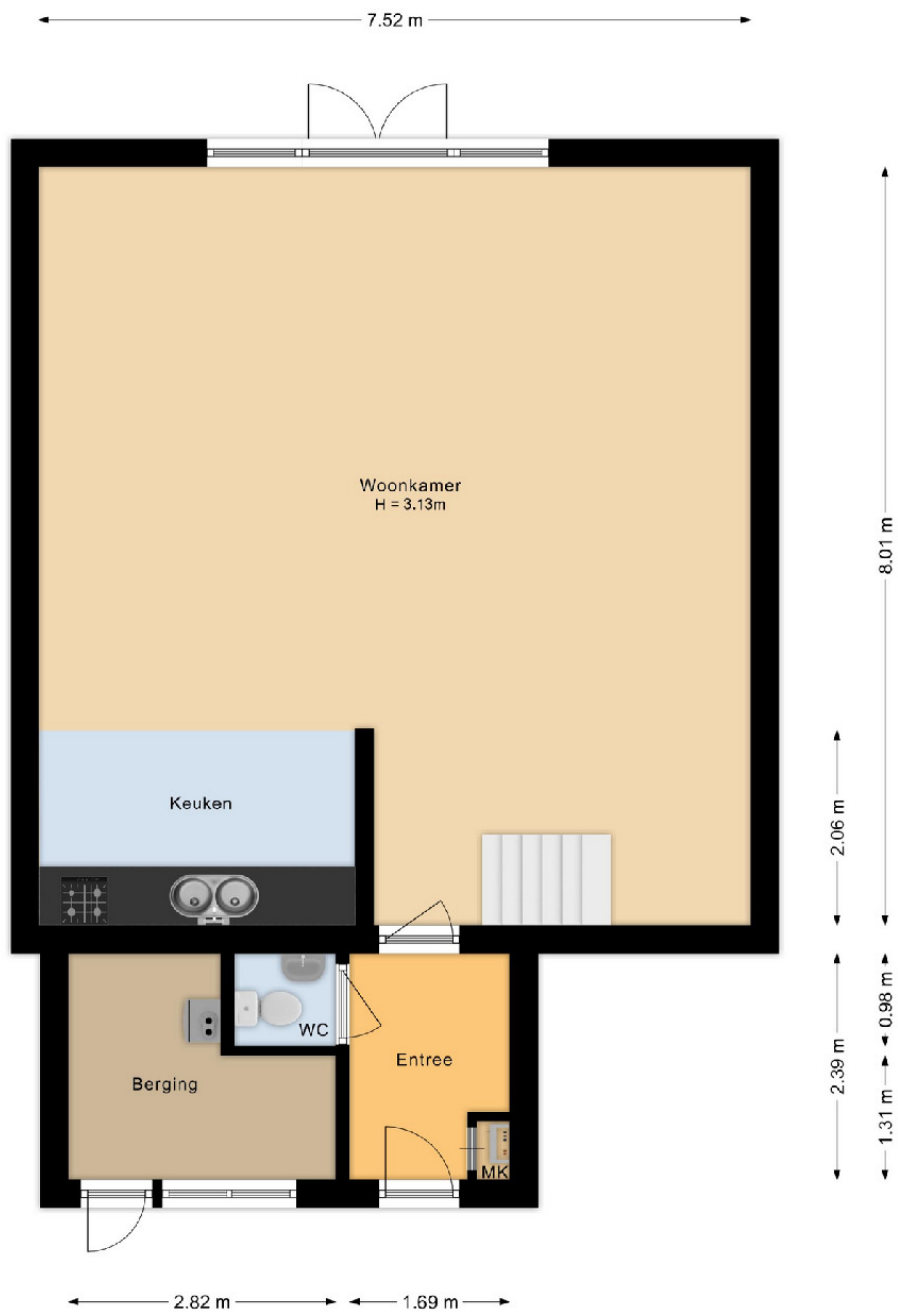 7.52 m
Woonkamer
H = 3.13m
8.01 m
Keuken
2.06 m
WC
Entree
Berging
MK
2.39 m
0.98 m
1.31 m
2.82 m
1.69 m